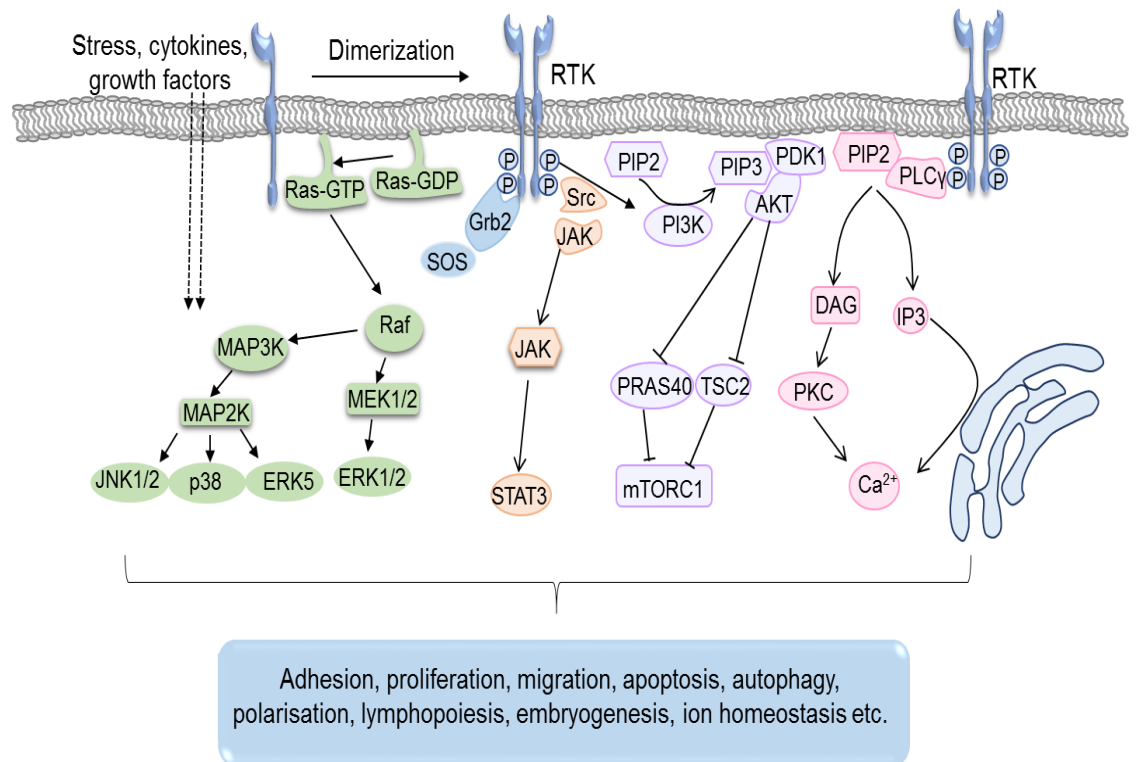 Stress, cytokines,
growth factors
Dimerization
RTK
RTK
P
P
P
P
P
P
P
P
Ras-GTP
Ras-GDP
Grb2
SOS
Src
JAK
PIP2
PI3K
PIP3
PDK1
AKT
PIP2
PLCγ
Raf
MAP3K
MAP2K
MEK1/2
JNK1/2
p38
ERK5
ERK1/2
JAK
STAT3
PRAS40
TSC2
mTORC1
DAG
IP3
PKC
Ca²⁺
Adhesion, proliferation, migration, apoptosis, autophagy,
polarisation, lymphopoiesis, embryogenesis, ion homeostasis etc.